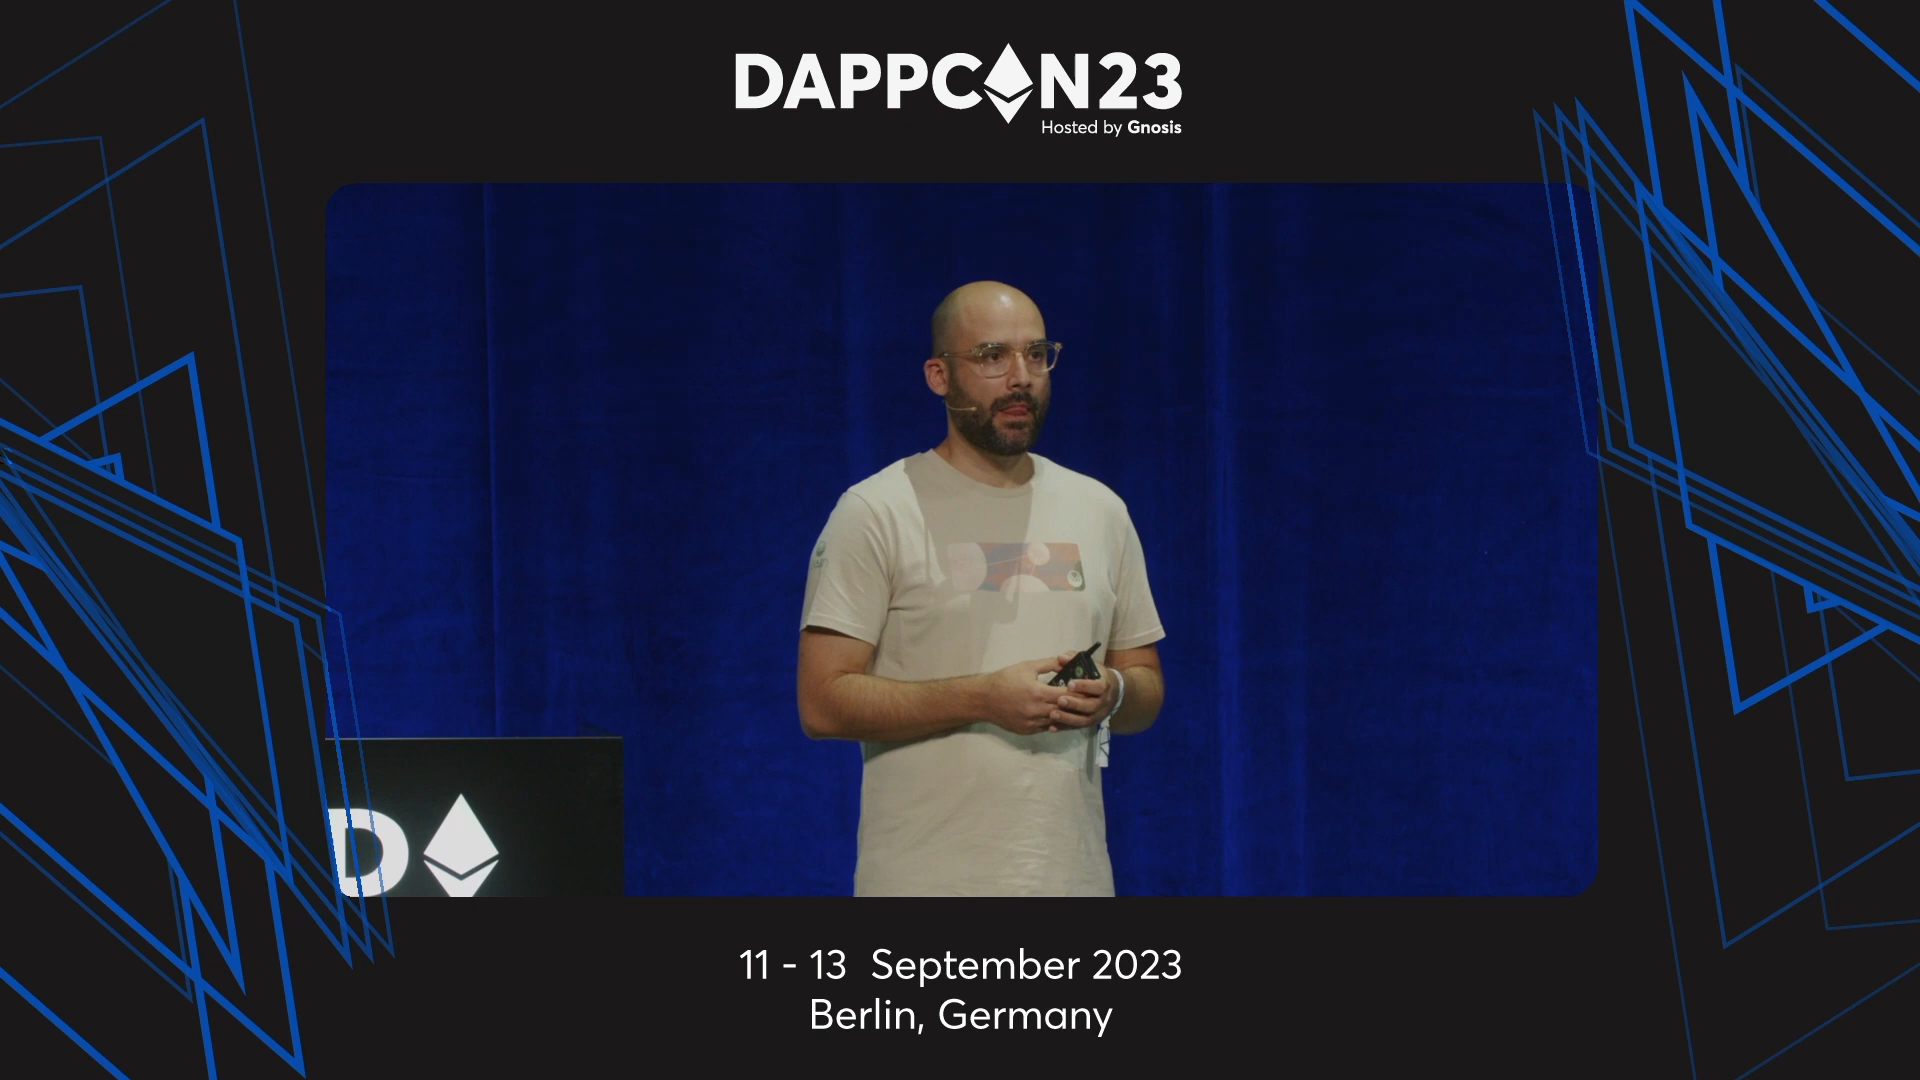 DAPPCON23
Hosted by Gnosis
D
11 - 13 September 2023
Berlin, Germany